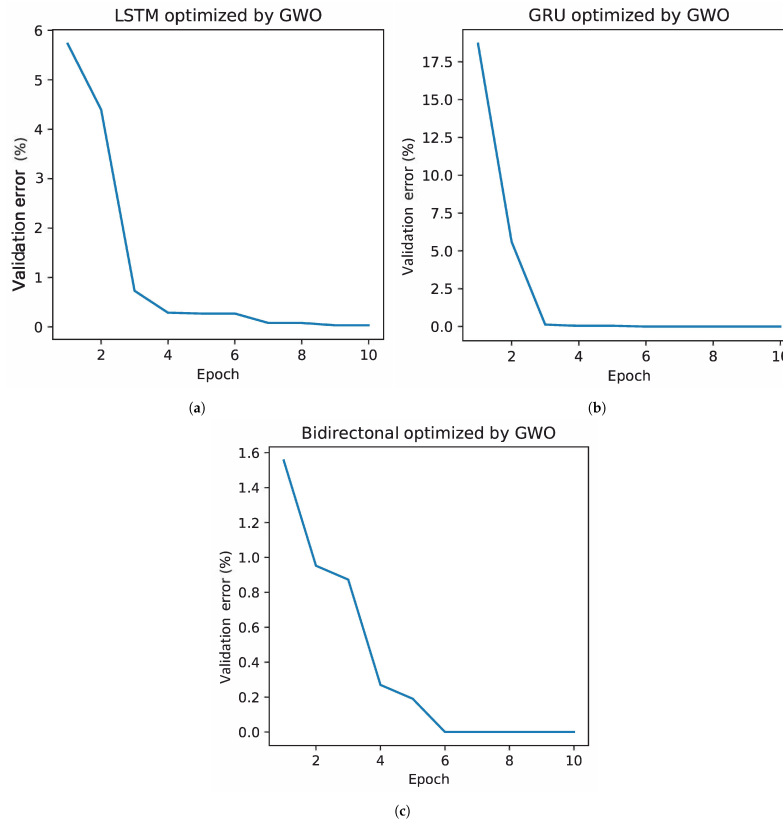 LSTM optimized by GWO
6
5
4
3
2
1
0
Validation error (%)
2 4 6 8 10
Epoch
(a)
GRU optimized by GWO
17.5
15.0
12.5
10.0
7.5
5.0
2.5
0.0
Validation error (%)
2 4 6 8
Epoch
(b)
Bidirectonal optimized by GWO
1.6
1.4
1.2
1.0
0.8
0.6
0.4
0.2
0.0
Validation error (%)
2 4 6 8 10
Epoch
(c)